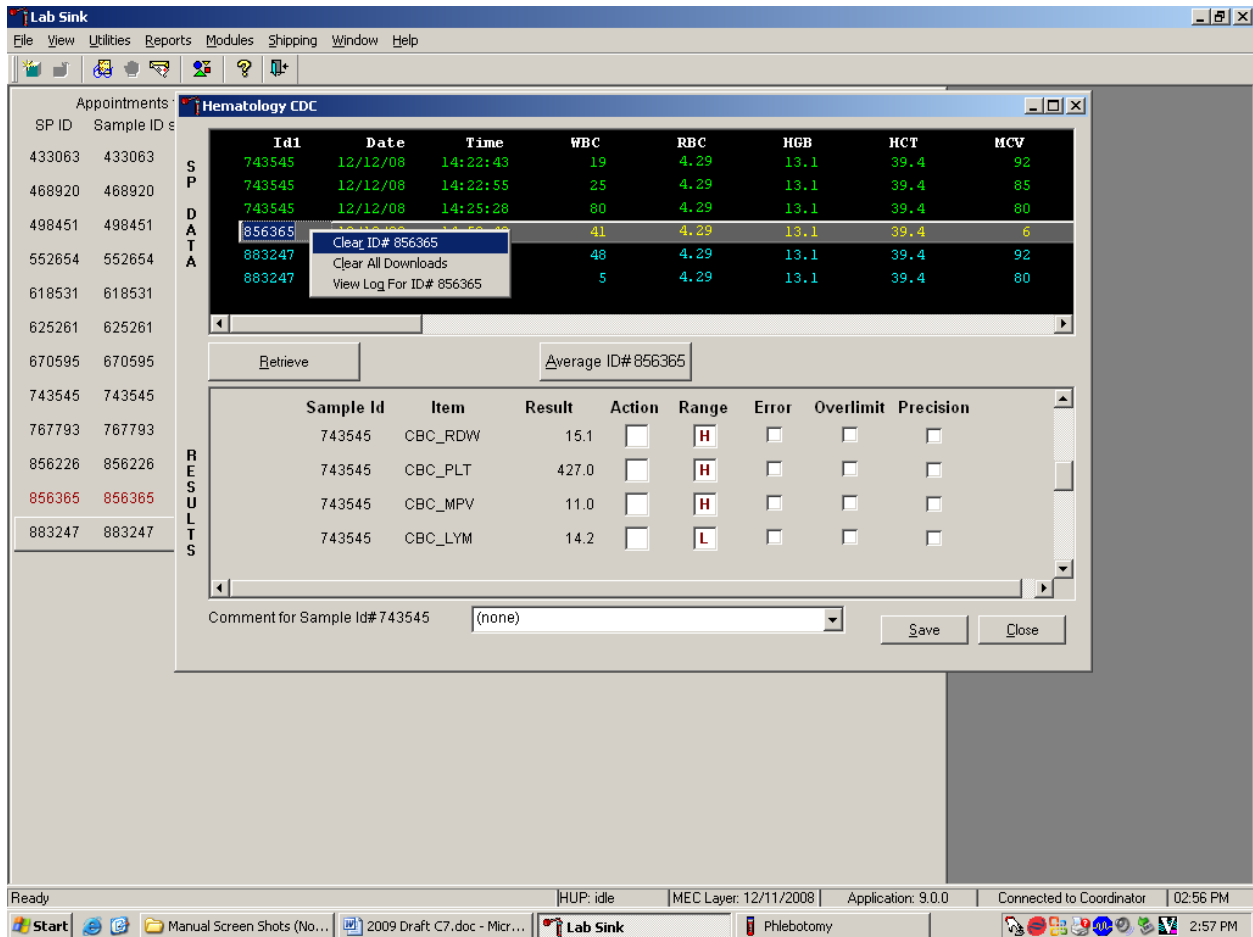 Lab Sink
File View Utilities Reports Modules Shipping Window Help
Appointments
SP ID Sample ID s
433063 433063
468920 468920
498451 498451
552654 552654
618531 618531
625261 625261
670595 670595
743545 743545
767793 767793
856226 856226
856365 856365
883247 883247
Hematology CDC
SP DATA
Id1 Date Time WBC RBC HGB HCT MCV
743545 12/12/08 14:22:43 19 4.29 13.1 39.4 92
743545 12/12/08 14:22:55 25 4.29 13.1 39.4 85
743545 12/12/08 14:25:28 80 4.29 13.1 39.4 80
856365 41 4.29 13.1 39.4 6
883247 48 4.29 13.1 39.4 92
883247 5 4.29 13.1 39.4 80
Clear ID# 856365
Clear All Downloads
View Log For ID# 856365
Retrieve Average ID# 856365
RESULTS
Sample Id Item Result Action Range Error Overlimit Precision
743545 CBC_RDW 15.1 H
743545 CBC_PLT 427.0 H
743545 CBC_MPV 11.0 H
743545 CBC_LYM 14.2 L
Comment for Sample Id# 743545 (none)
Save Close
Ready HUP: idle MEC Layer: 12/11/2008 Application: 9.0.0 Connected to Coordinator 02:56 PM
Start Manual Screen Shots (No... 2009 Draft C7.doc - Micr... Lab Sink Phlebotomy 2:57 PM